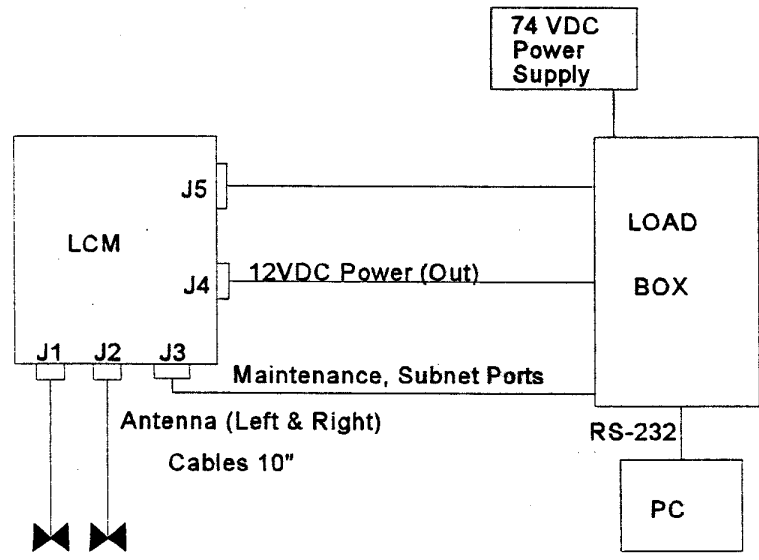 74 VDC
Power
Supply
J5
LCM
LOAD
J4
12VDC Power (Out)
BOX
J1
J2
J3
Maintenance, Subnet Ports
Antenna (Left & Right)
Cables 10"
RS-232
PC